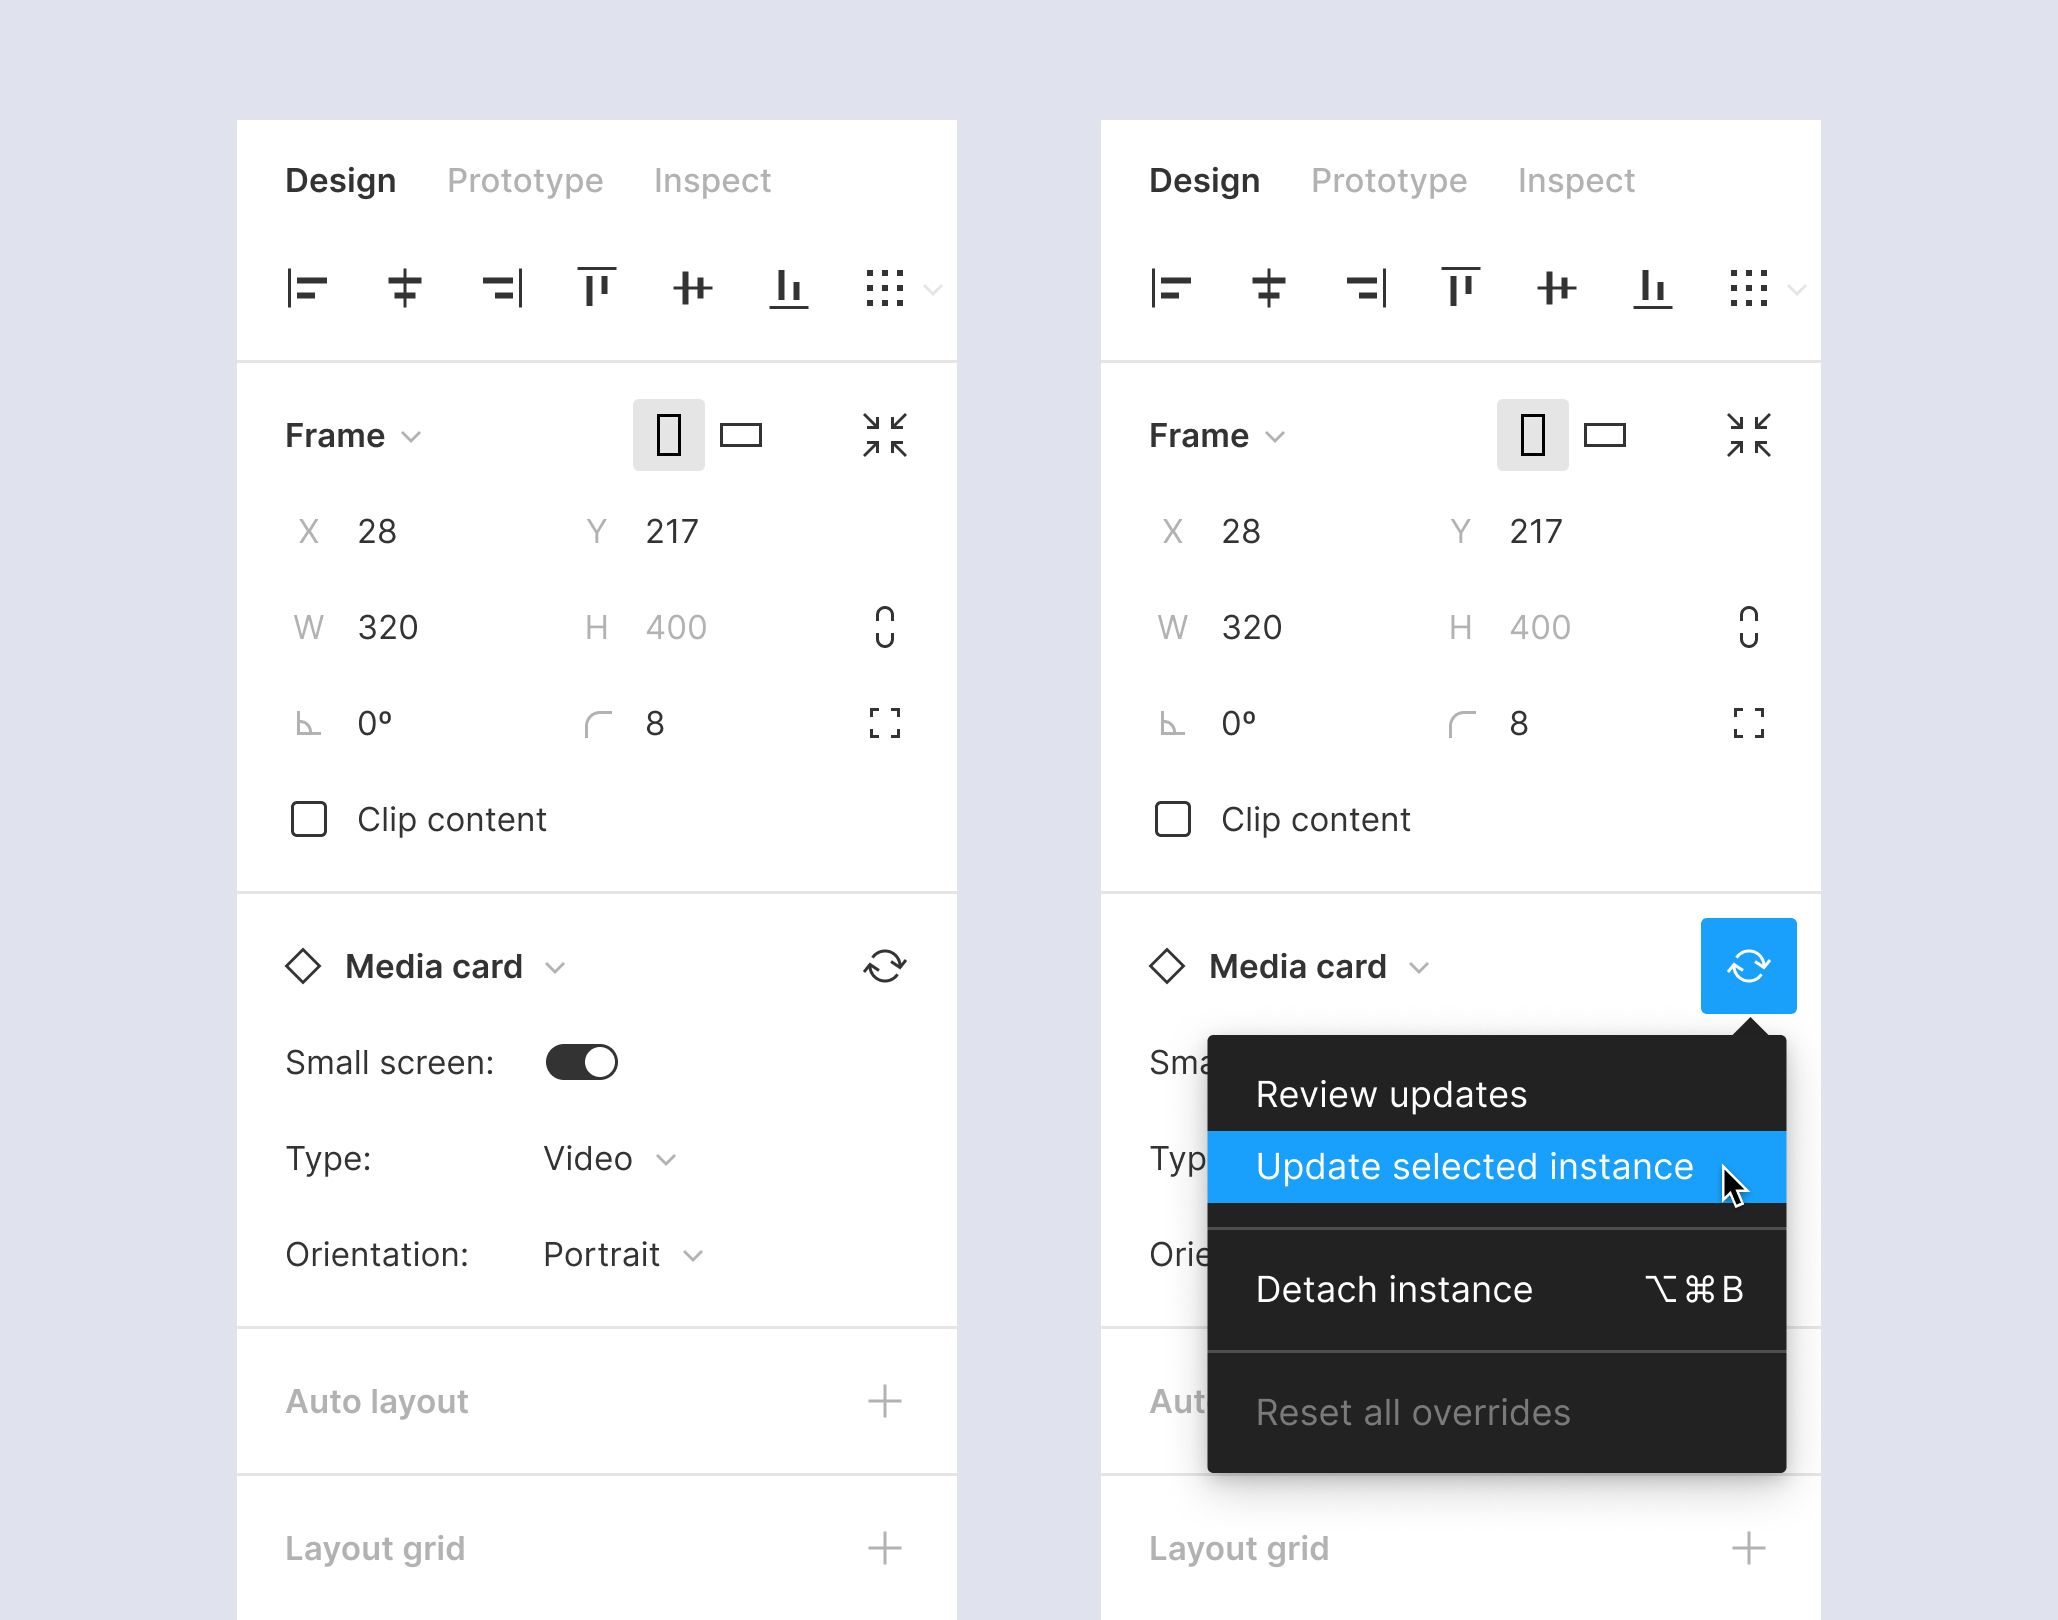 Design Prototype Inspect
Frame
X 28 Y 217
W 320 H 400
0º 8
Clip content
Media card
Small screen:
Type: Video
Orientation: Portrait
Auto layout
Layout grid
Design Prototype Inspect
Frame
X 28 Y 217
W 320 H 400
0º 8
Clip content
Media card
Sma
Review updates
Typ
Update selected instance
Orie
Detach instance ⌥⌘B
Aut
Reset all overrides
Layout grid